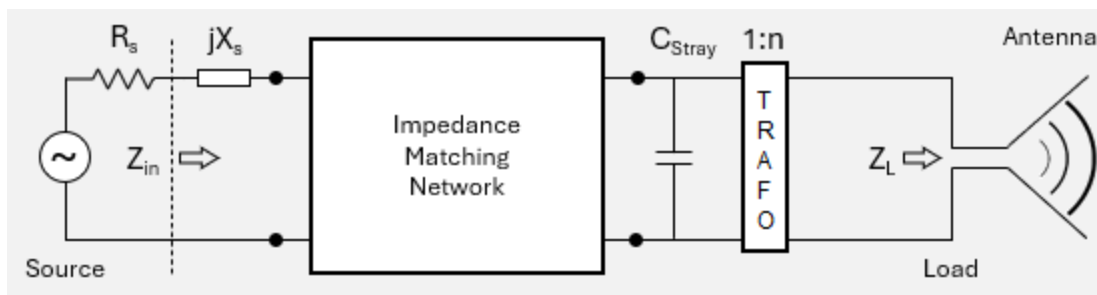 R_s
jX_s
C_Stray
1:n
Antenna
~
Z_in
Impedance
Matching
Network
T
R
A
F
O
Z_L
Source
Load